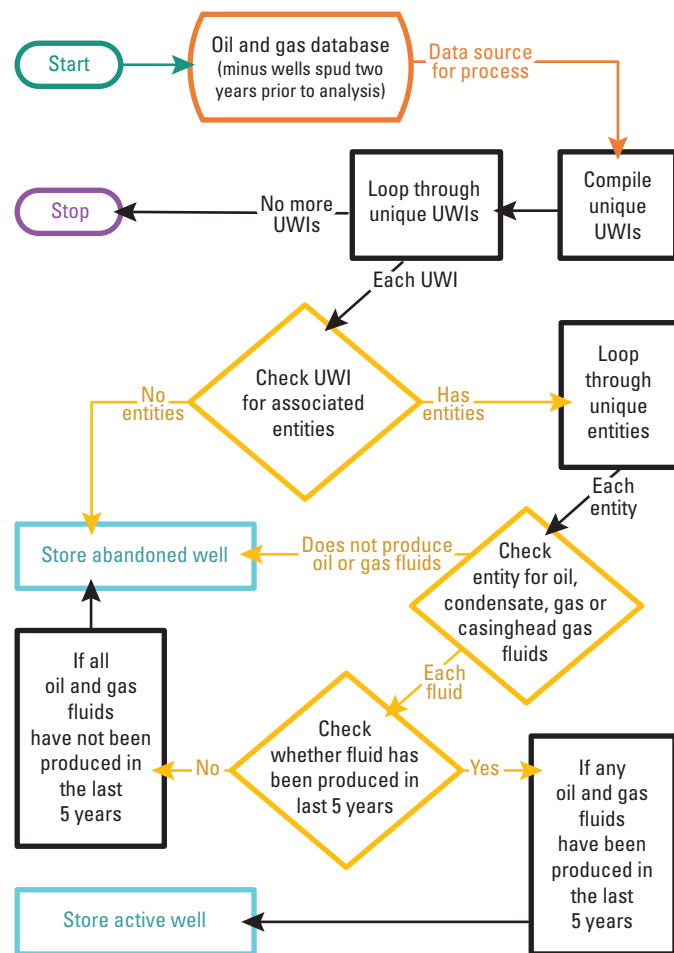 Start
Oil and gas database
(minus wells spud two
years prior to analysis)
Data source
for process
Stop
No more
UWIs
Loop through
unique UWIs
Compile
unique
UWIs
Each UWI
Check UWI
for associated
entities
No
entities
Has
entities
Loop
through
unique
entities
Each
entity
Store abandoned well
Does not produce
oil or gas fluids
Check
entity for oil,
condensate, gas or
casinghead gas
fluids
Each
fluid
If all
oil and gas
fluids
have not been
produced in
the last
5 years
No
Check
whether fluid has
been produced in
last 5 years
Yes
If any
oil and gas
fluids
have been
produced in
the last
5 years
Store active well